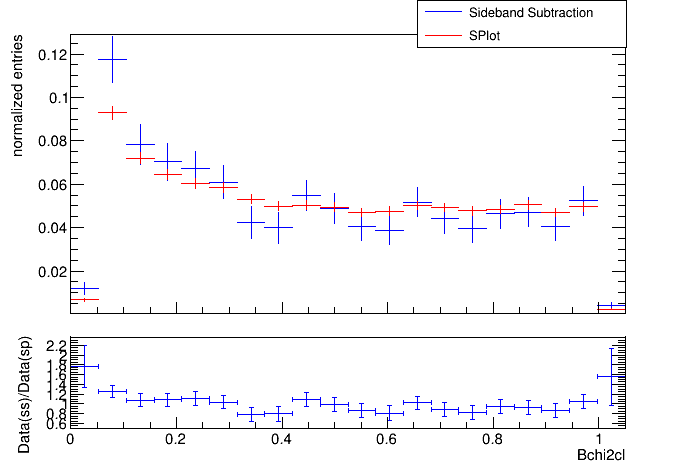 Sideband Subtraction
SPlot
normalized entries
0.12
0.1
0.08
0.06
0.04
0.02
Data(ss)/Data(sp)
2.2
2
1.8
1.6
1.4
1.2
1
0.8
0.6
0 0.2 0.4 0.6 0.8 1
Bchi2cl